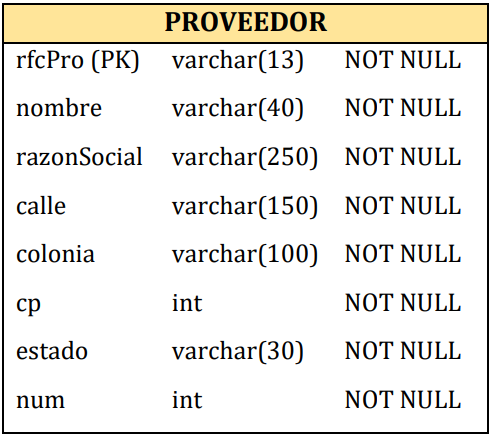 PROVEEDOR
rfcPro (PK) varchar(13) NOT NULL
nombre varchar(40) NOT NULL
razonSocial varchar(250) NOT NULL
calle varchar(150) NOT NULL
colonia varchar(100) NOT NULL
cp int NOT NULL
estado varchar(30) NOT NULL
num int NOT NULL